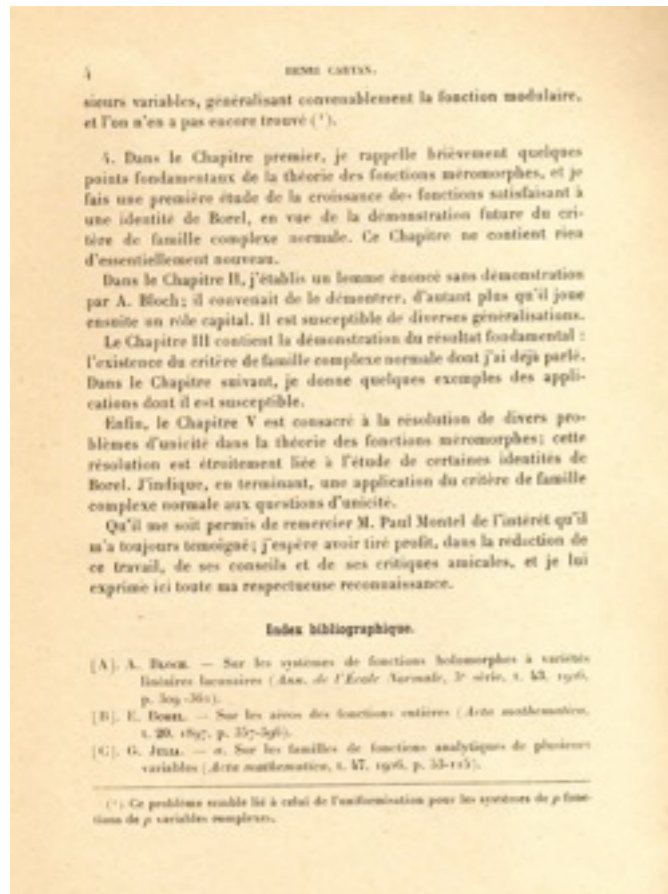 4
HENRI CARTAN.
sieurs variables, généralisant convenablement la fonction modulaire,
et l'on n'en a pas encore trouvé (¹).
4. Dans le Chapitre premier, je rappelle brièvement quelques
points fondamentaux de la théorie des fonctions méromorphes, et je
fais une première étude de la croissance des fonctions satisfaisant à
une identité de Borel, en vue de la démonstration future du cri-
tère de famille complexe normale. Ce Chapitre ne contient rien
d'essentiellement nouveau.
Dans le Chapitre II, j'établis un lemme énoncé sans démonstration
par A. Bloch; il convenait de le démontrer, d'autant plus qu'il joue
ensuite un rôle capital. Il est susceptible de diverses généralisations.
Le Chapitre III contient la démonstration du résultat fondamental :
l'existence du critère de famille complexe normale dont j'ai déjà parlé.
Dans le Chapitre suivant, je donne quelques exemples des appli-
cations dont il est susceptible.
Enfin, le Chapitre V est consacré à la résolution de divers pro-
blèmes d'unicité dans la théorie des fonctions méromorphes; cette
résolution est étroitement liée à l'étude de certaines identités de
Borel. J'indique, en terminant, une application du critère de famille
complexe normale aux questions d'unicité.
Qu'il me soit permis de remercier M. Paul Montel de l'intérêt qu'il
m'a toujours témoigné; j'espère avoir tiré profit, dans la rédaction de
ce travail, de ses conseils et de ses critiques amicales, et je lui
exprime ici toute ma respectueuse reconnaissance.
Index bibliographique.
[A]. A. BLOCH. — Sur les systèmes de fonctions holomorphes à variétés
linéaires lacunaires (Ann. de l'École Normale, 3e série, t. 43, 1926,
p. 309-362).
[B]. E. BOREL. — Sur les zéros des fonctions entières (Acta mathematica,
t. 20, 1897, p. 357-396).
[C]. G. JULIA. — α. Sur les familles de fonctions analytiques de plusieurs
variables (Acta mathematica, t. 47, 1926, p. 53-115).
(¹) Ce problème semble lié à celui de l'uniformisation pour les systèmes de p fonc-
tions de p variables complexes.